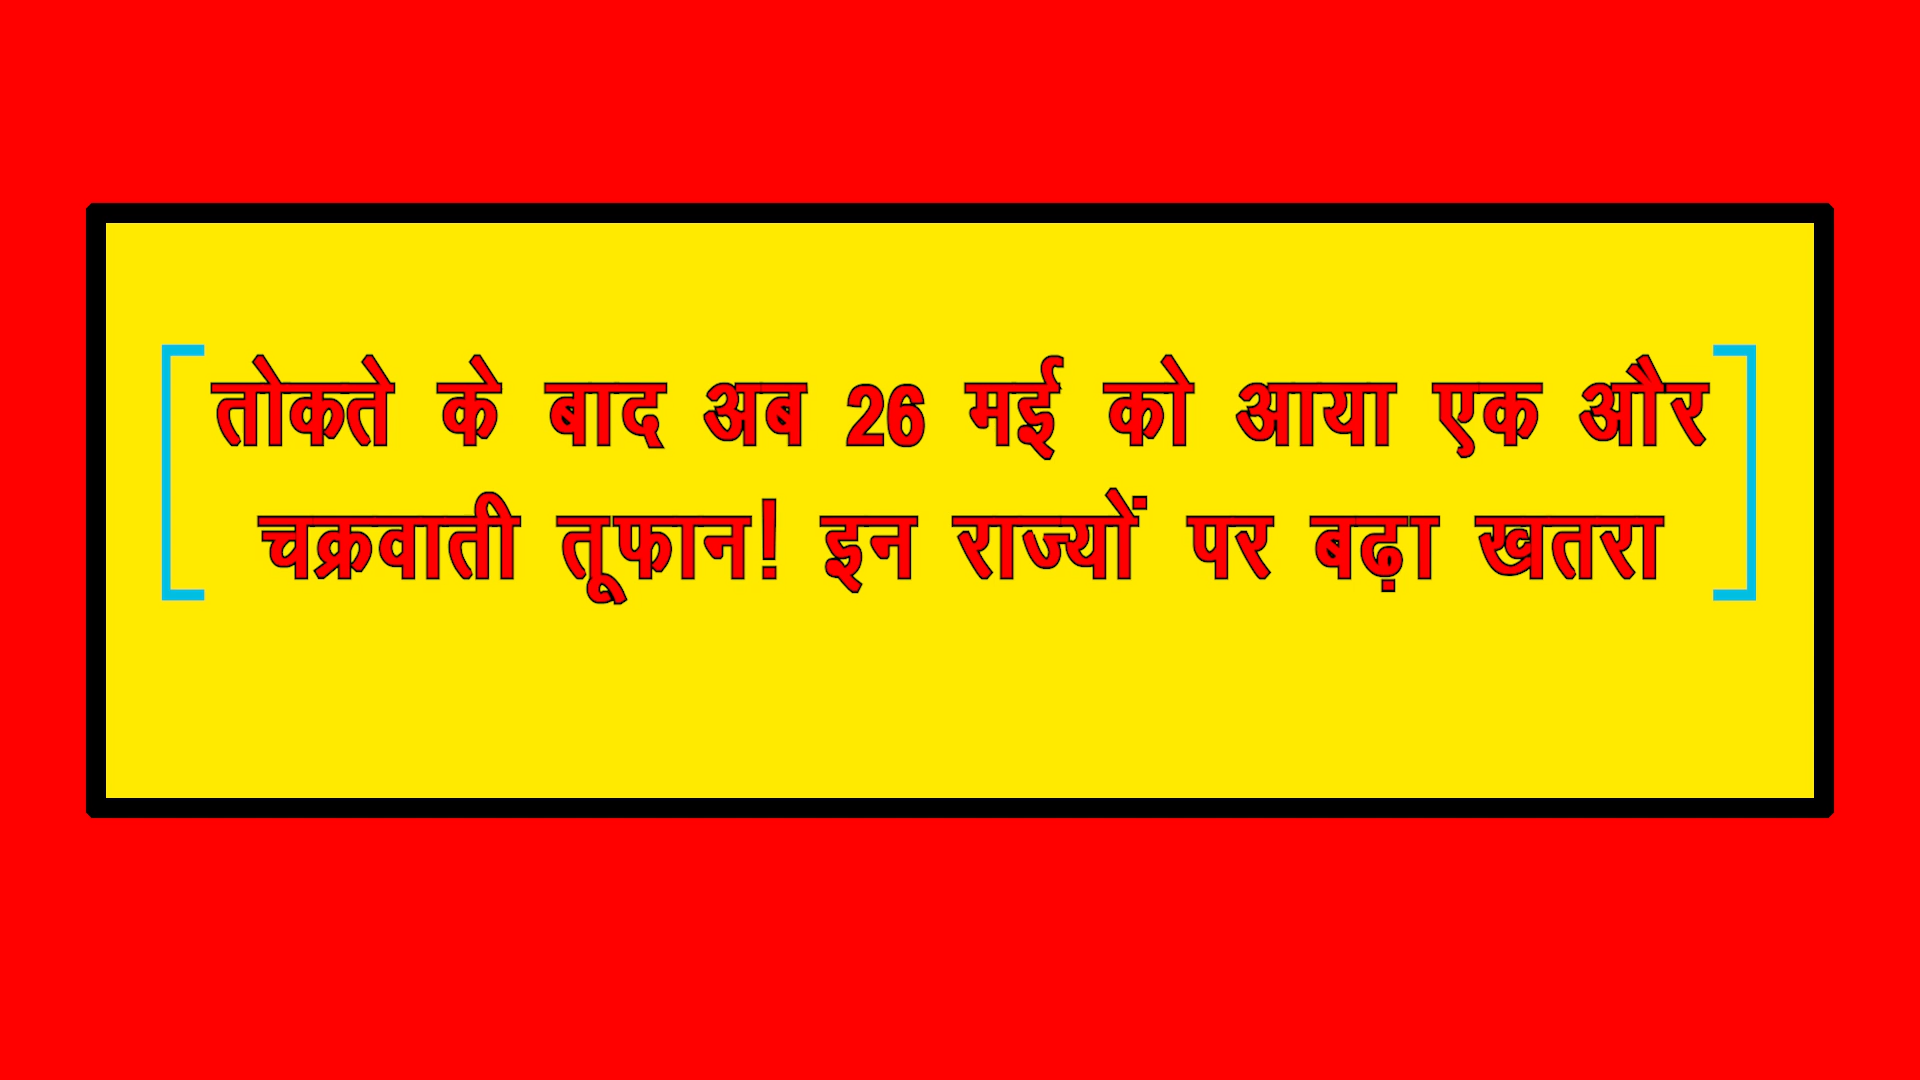 तोकते के बाद अब 26 मई को आया एक और
चक्रवाती तूफान! इन राज्यों पर बढ़ा खतरा